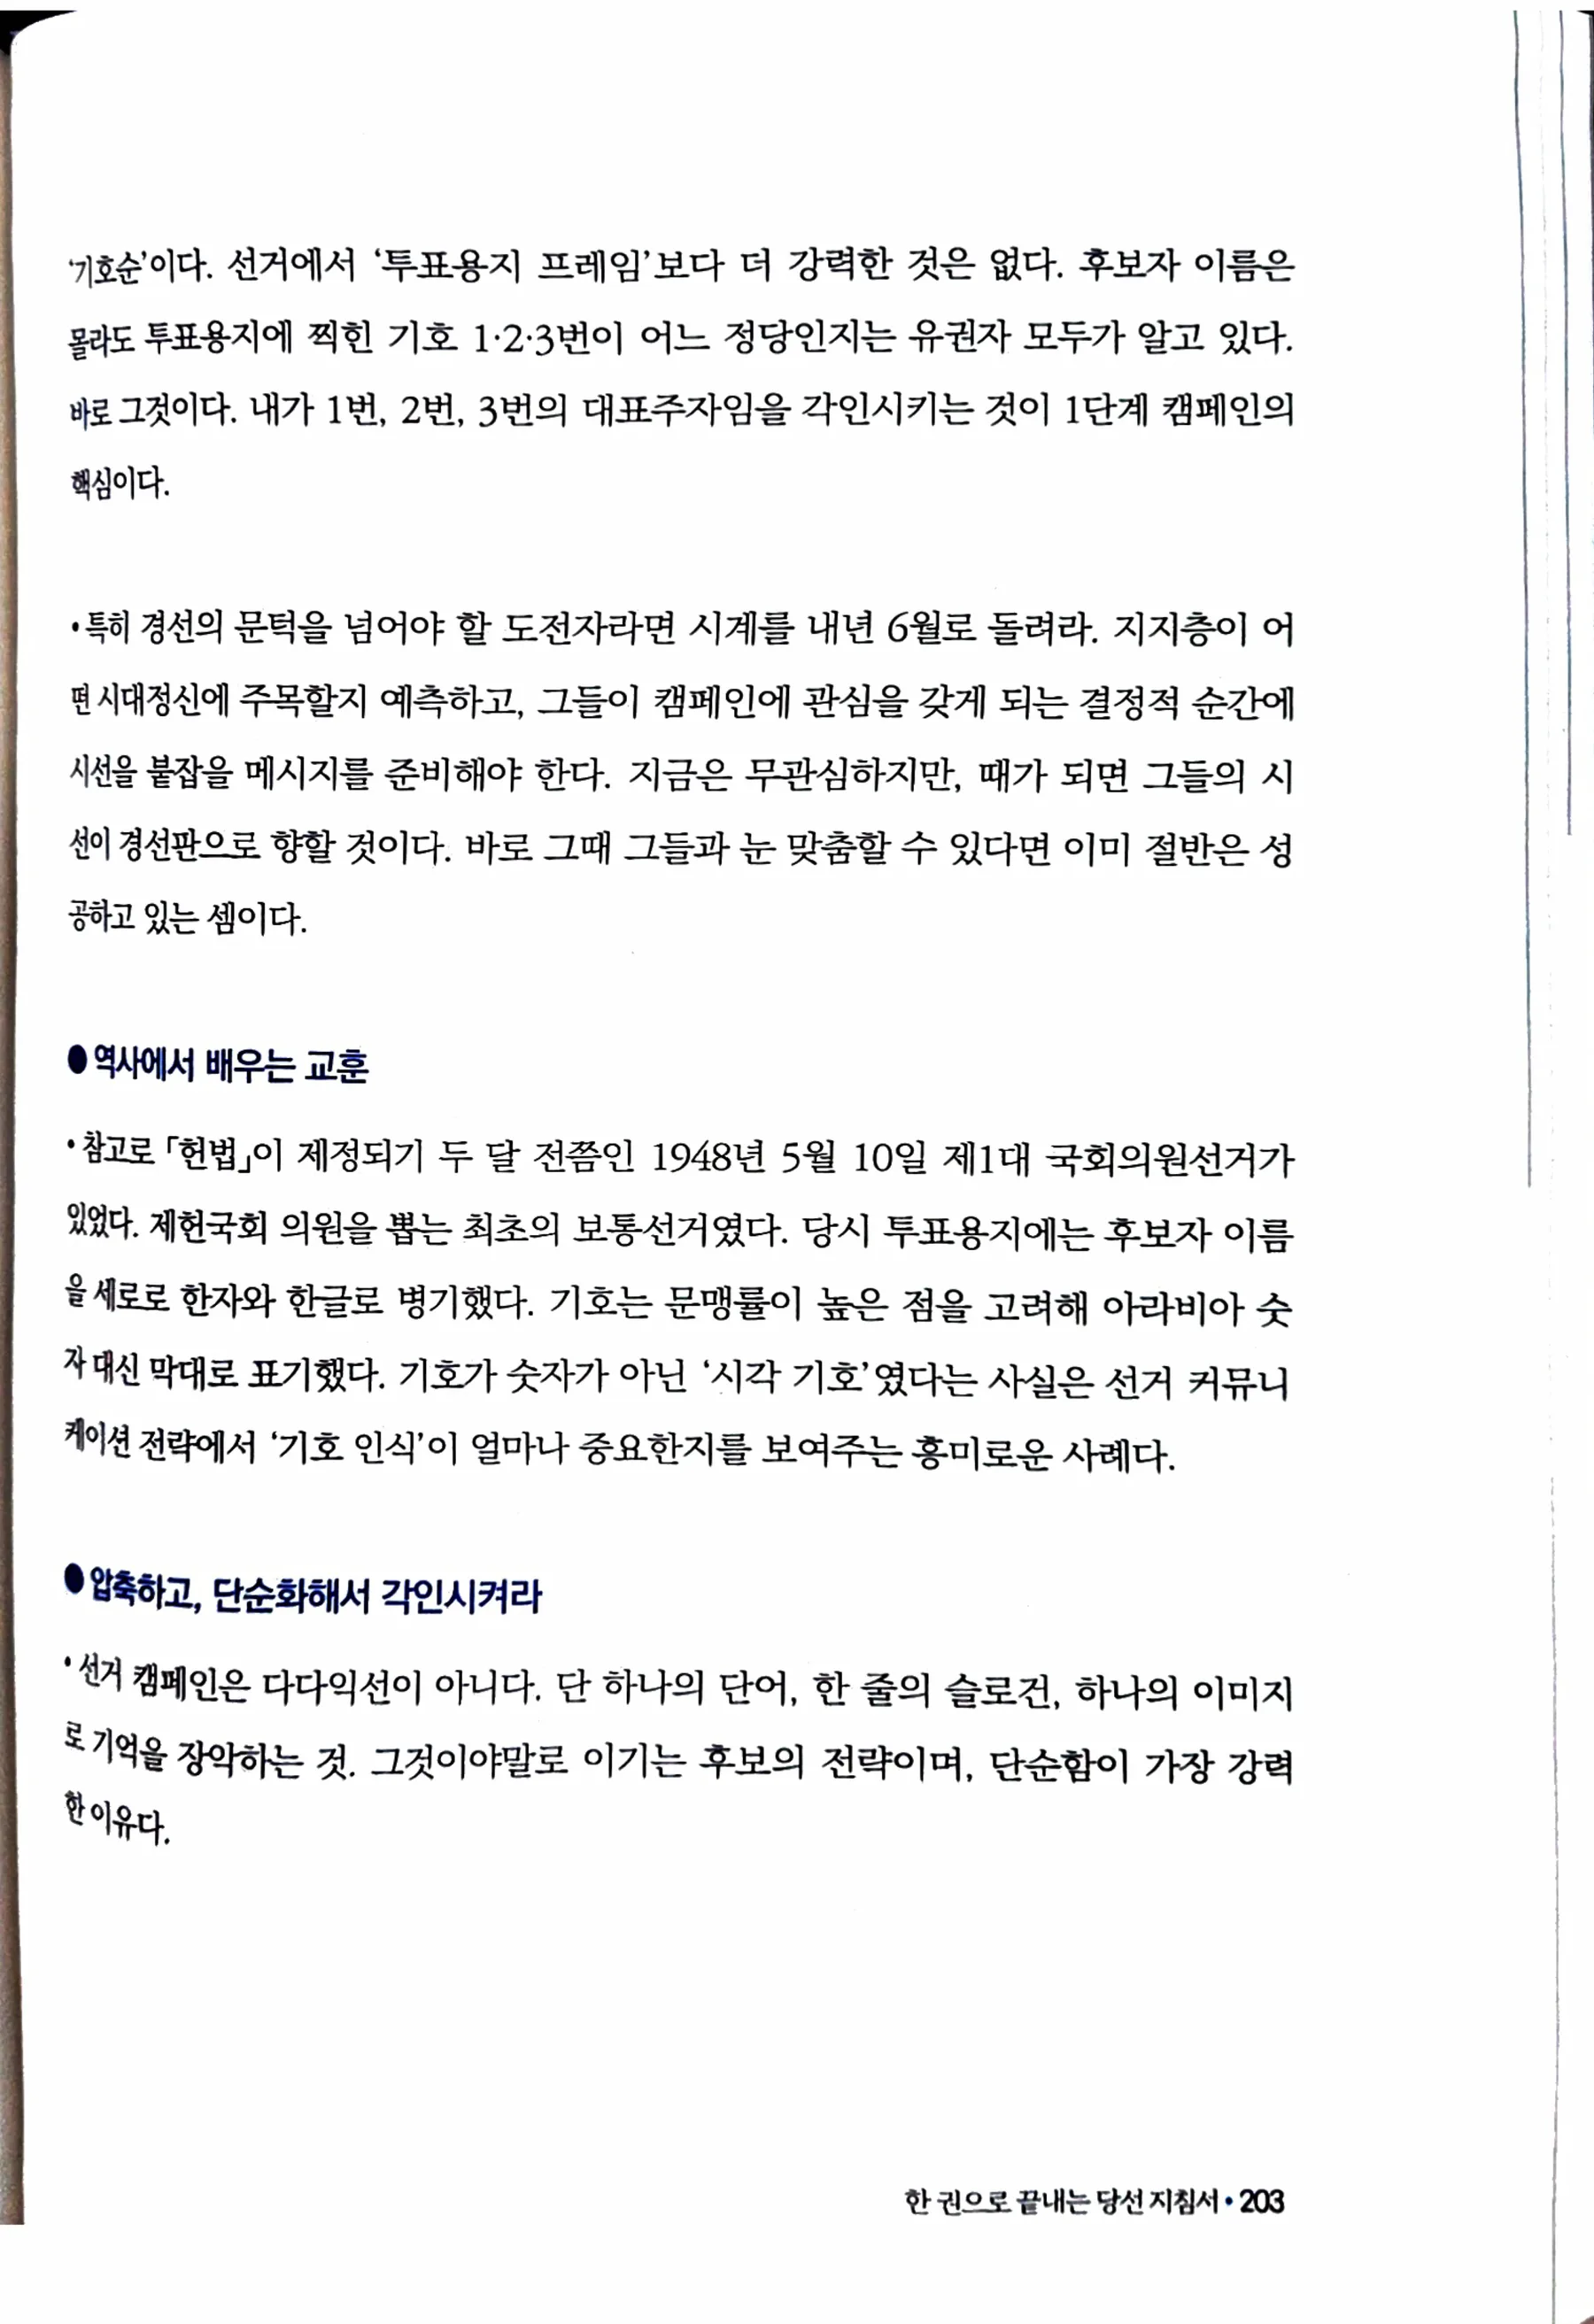 ‘기호순’이다. 선거에서 ‘투표용지 프레임’보다 더 강력한 것은 없다. 후보자 이름은
몰라도 투표용지에 찍힌 기호 1·2·3번이 어느 정당인지는 유권자 모두가 알고 있다.
바로 그것이다. 내가 1번, 2번, 3번의 대표주자임을 각인시키는 것이 1단계 캠페인의
핵심이다.
• 특히 경선의 문턱을 넘어야 할 도전자라면 시계를 내년 6월로 돌려라. 지지층이 어
떤 시대정신에 주목할지 예측하고, 그들이 캠페인에 관심을 갖게 되는 결정적 순간에
시선을 붙잡을 메시지를 준비해야 한다. 지금은 무관심하지만, 때가 되면 그들의 시
선이 경선판으로 향할 것이다. 바로 그때 그들과 눈 맞춤할 수 있다면 이미 절반은 성
공하고 있는 셈이다.
● 역사에서 배우는 교훈
• 참고로 「헌법」이 제정되기 두 달 전쯤인 1948년 5월 10일 제1대 국회의원선거가
있었다. 제헌국회 의원을 뽑는 최초의 보통선거였다. 당시 투표용지에는 후보자 이름
을 세로로 한자와 한글로 병기했다. 기호는 문맹률이 높은 점을 고려해 아라비아 숫
자 대신 막대로 표기했다. 기호가 숫자가 아닌 ‘시각 기호’였다는 사실은 선거 커뮤니
케이션 전략에서 ‘기호 인식’이 얼마나 중요한지를 보여주는 흥미로운 사례다.
● 압축하고, 단순화해서 각인시켜라
• 선거 캠페인은 다다익선이 아니다. 단 하나의 단어, 한 줄의 슬로건, 하나의 이미지
로 기억을 장악하는 것. 그것이야말로 이기는 후보의 전략이며, 단순함이 가장 강력
한 이유다.
한 권으로 끝내는 당선 지침서 • 203